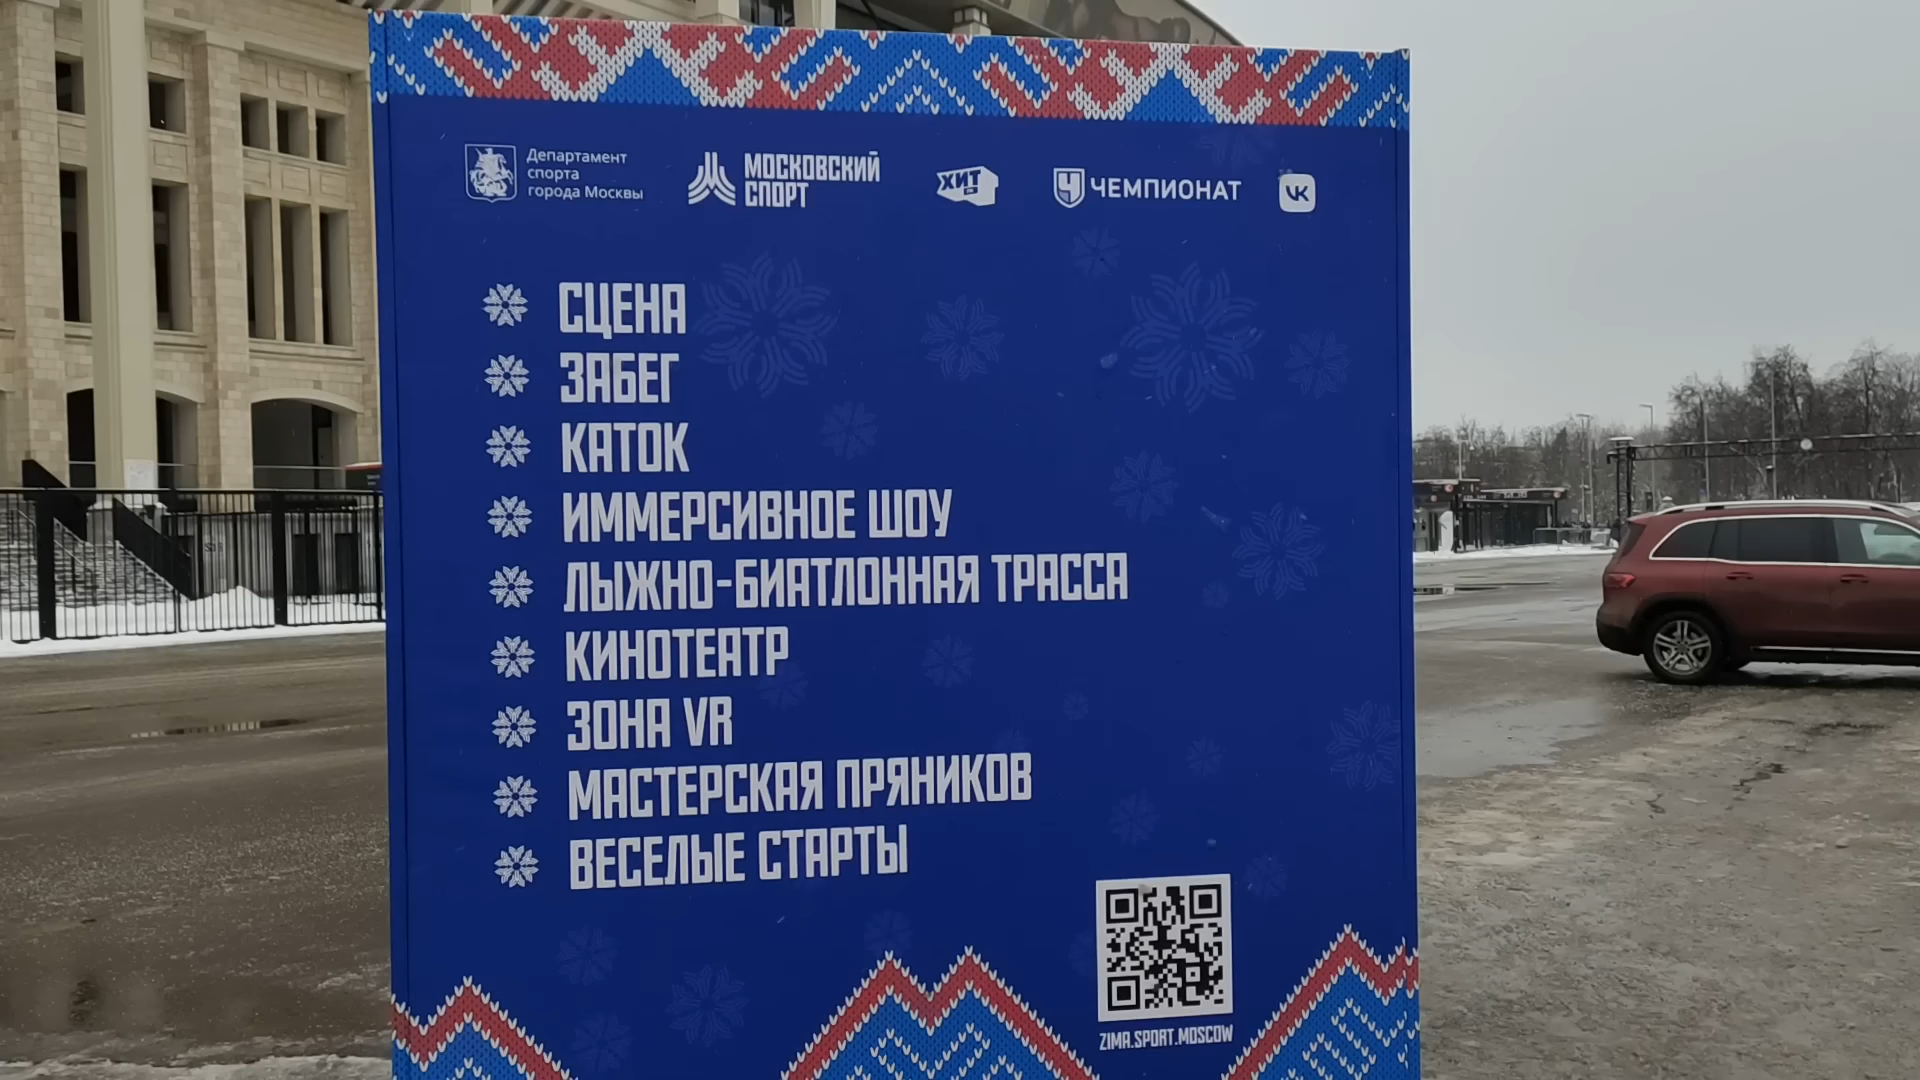 Департамент
спорта
города Москвы
МОСКОВСКИЙ
СПОРТ
ХИТ
FM
ЧЕМПИОНАТ
VK
СЦЕНА
ЗАБЕГ
КАТОК
ИММЕРСИВНОЕ ШОУ
ЛЫЖНО-БИАТЛОННАЯ ТРАССА
КИНОТЕАТР
ЗОНА VR
МАСТЕРСКАЯ ПРЯНИКОВ
ВЕСЕЛЫЕ СТАРТЫ
ZIMA.SPORT.MOSCOW